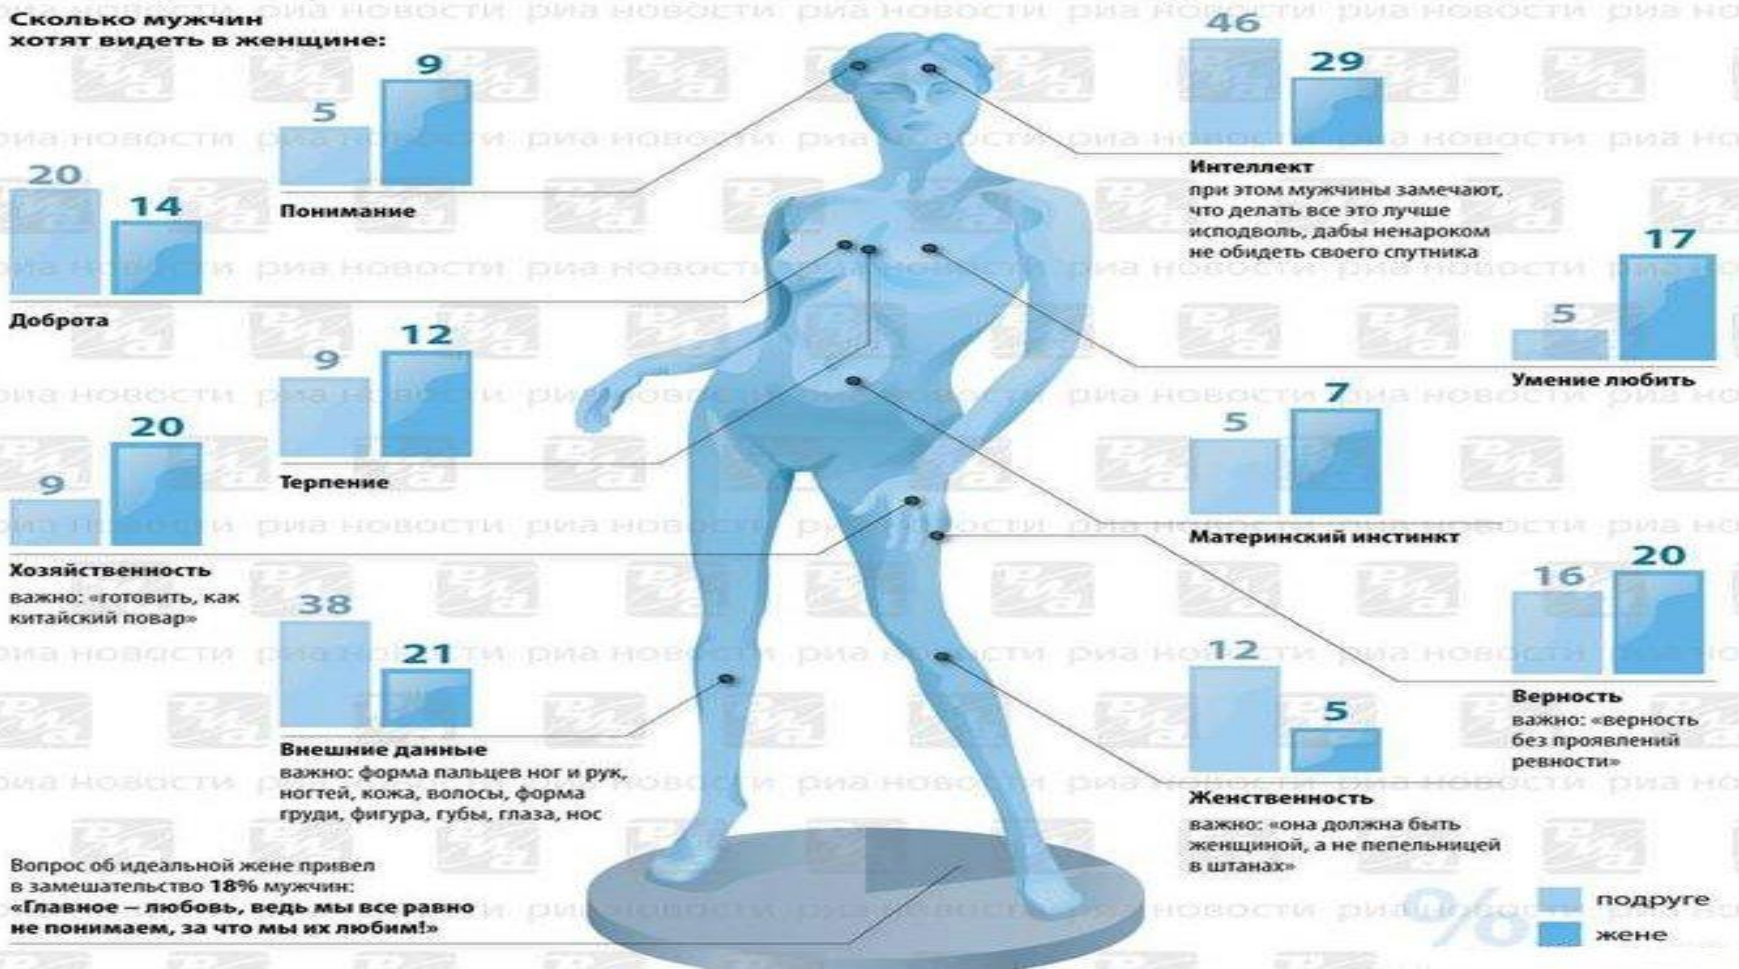 Сколько мужчин
хотят видеть в женщине:
5
9
Понимание
20
14
Доброта
9
12
Терпение
9
20
Хозяйственность
важно: «готовить, как
китайский повар»
38
21
Внешние данные
важно: форма пальцев ног и рук,
ногтей, кожа, волосы, форма
груди, фигура, губы, глаза, нос
Вопрос об идеальной жене привел
в замешательство 18% мужчин:
«Главное – любовь, ведь мы все равно
не понимаем, за что мы их любим!»
46
29
Интеллект
при этом мужчины замечают,
что делать все это лучше
исподволь, дабы ненароком
не обидеть своего спутника
5
17
Умение любить
5
7
Материнский инстинкт
16
20
Верность
важно: «верность
без проявлений
ревности»
12
5
Женственность
важно: «она должна быть
женщиной, а не пепельницей
в штанах»
%
подруге
жене